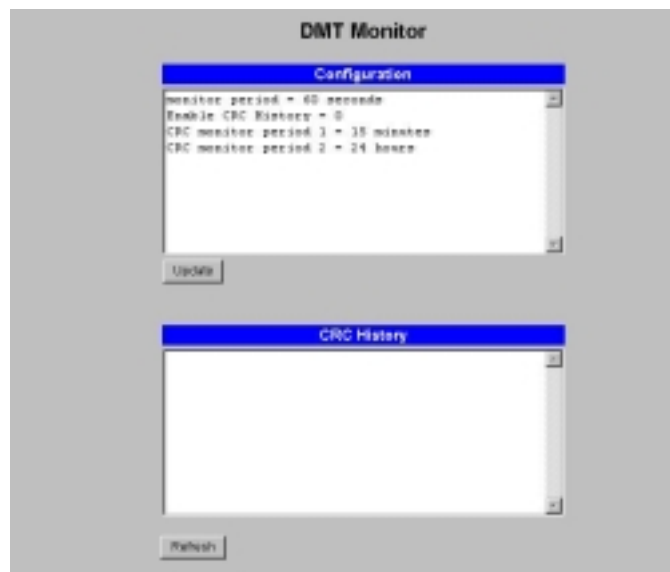 DMT Monitor
Configuration
monitor period = 60 seconds
Enable CRC History = 0
CRC monitor period 1 = 15 minutes
CRC monitor period 2 = 24 hours
Update
CRC History
Refresh